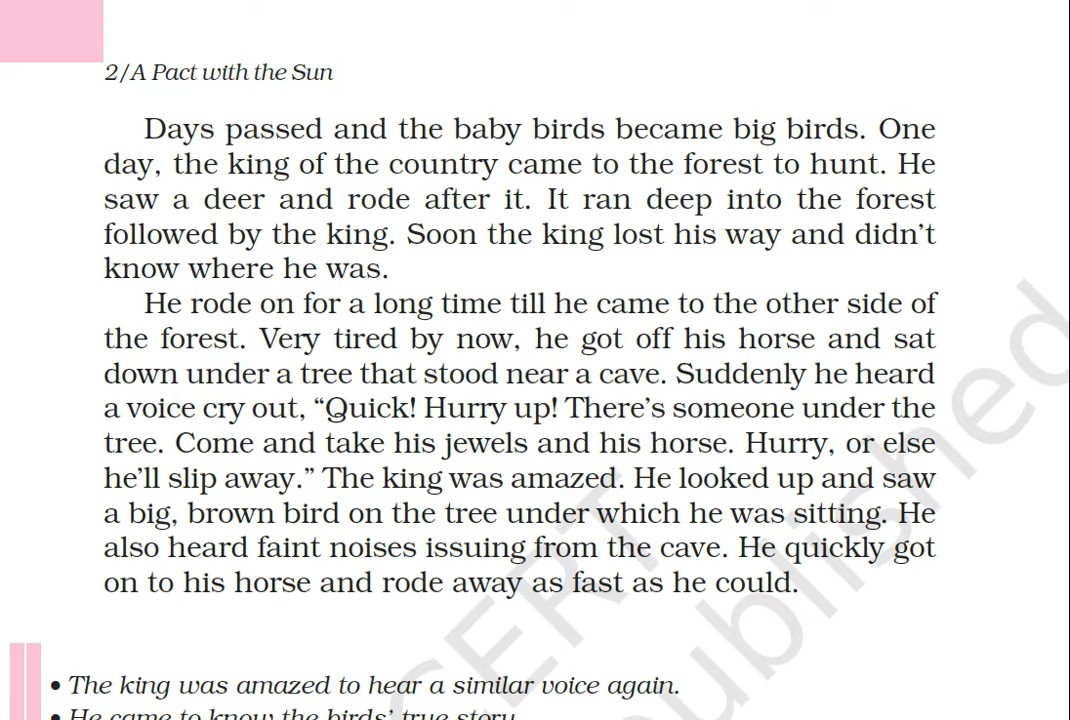 2/A Pact with the Sun
Days passed and the baby birds became big birds. One
day, the king of the country came to the forest to hunt. He
saw a deer and rode after it. It ran deep into the forest
followed by the king. Soon the king lost his way and didn’t
know where he was.
He rode on for a long time till he came to the other side of
the forest. Very tired by now, he got off his horse and sat
down under a tree that stood near a cave. Suddenly he heard
a voice cry out, “Quick! Hurry up! There’s someone under the
tree. Come and take his jewels and his horse. Hurry, or else
he’ll slip away.” The king was amazed. He looked up and saw
a big, brown bird on the tree under which he was sitting. He
also heard faint noises issuing from the cave. He quickly got
on to his horse and rode away as fast as he could.
• The king was amazed to hear a similar voice again.
• He came to know the birds’ true story.